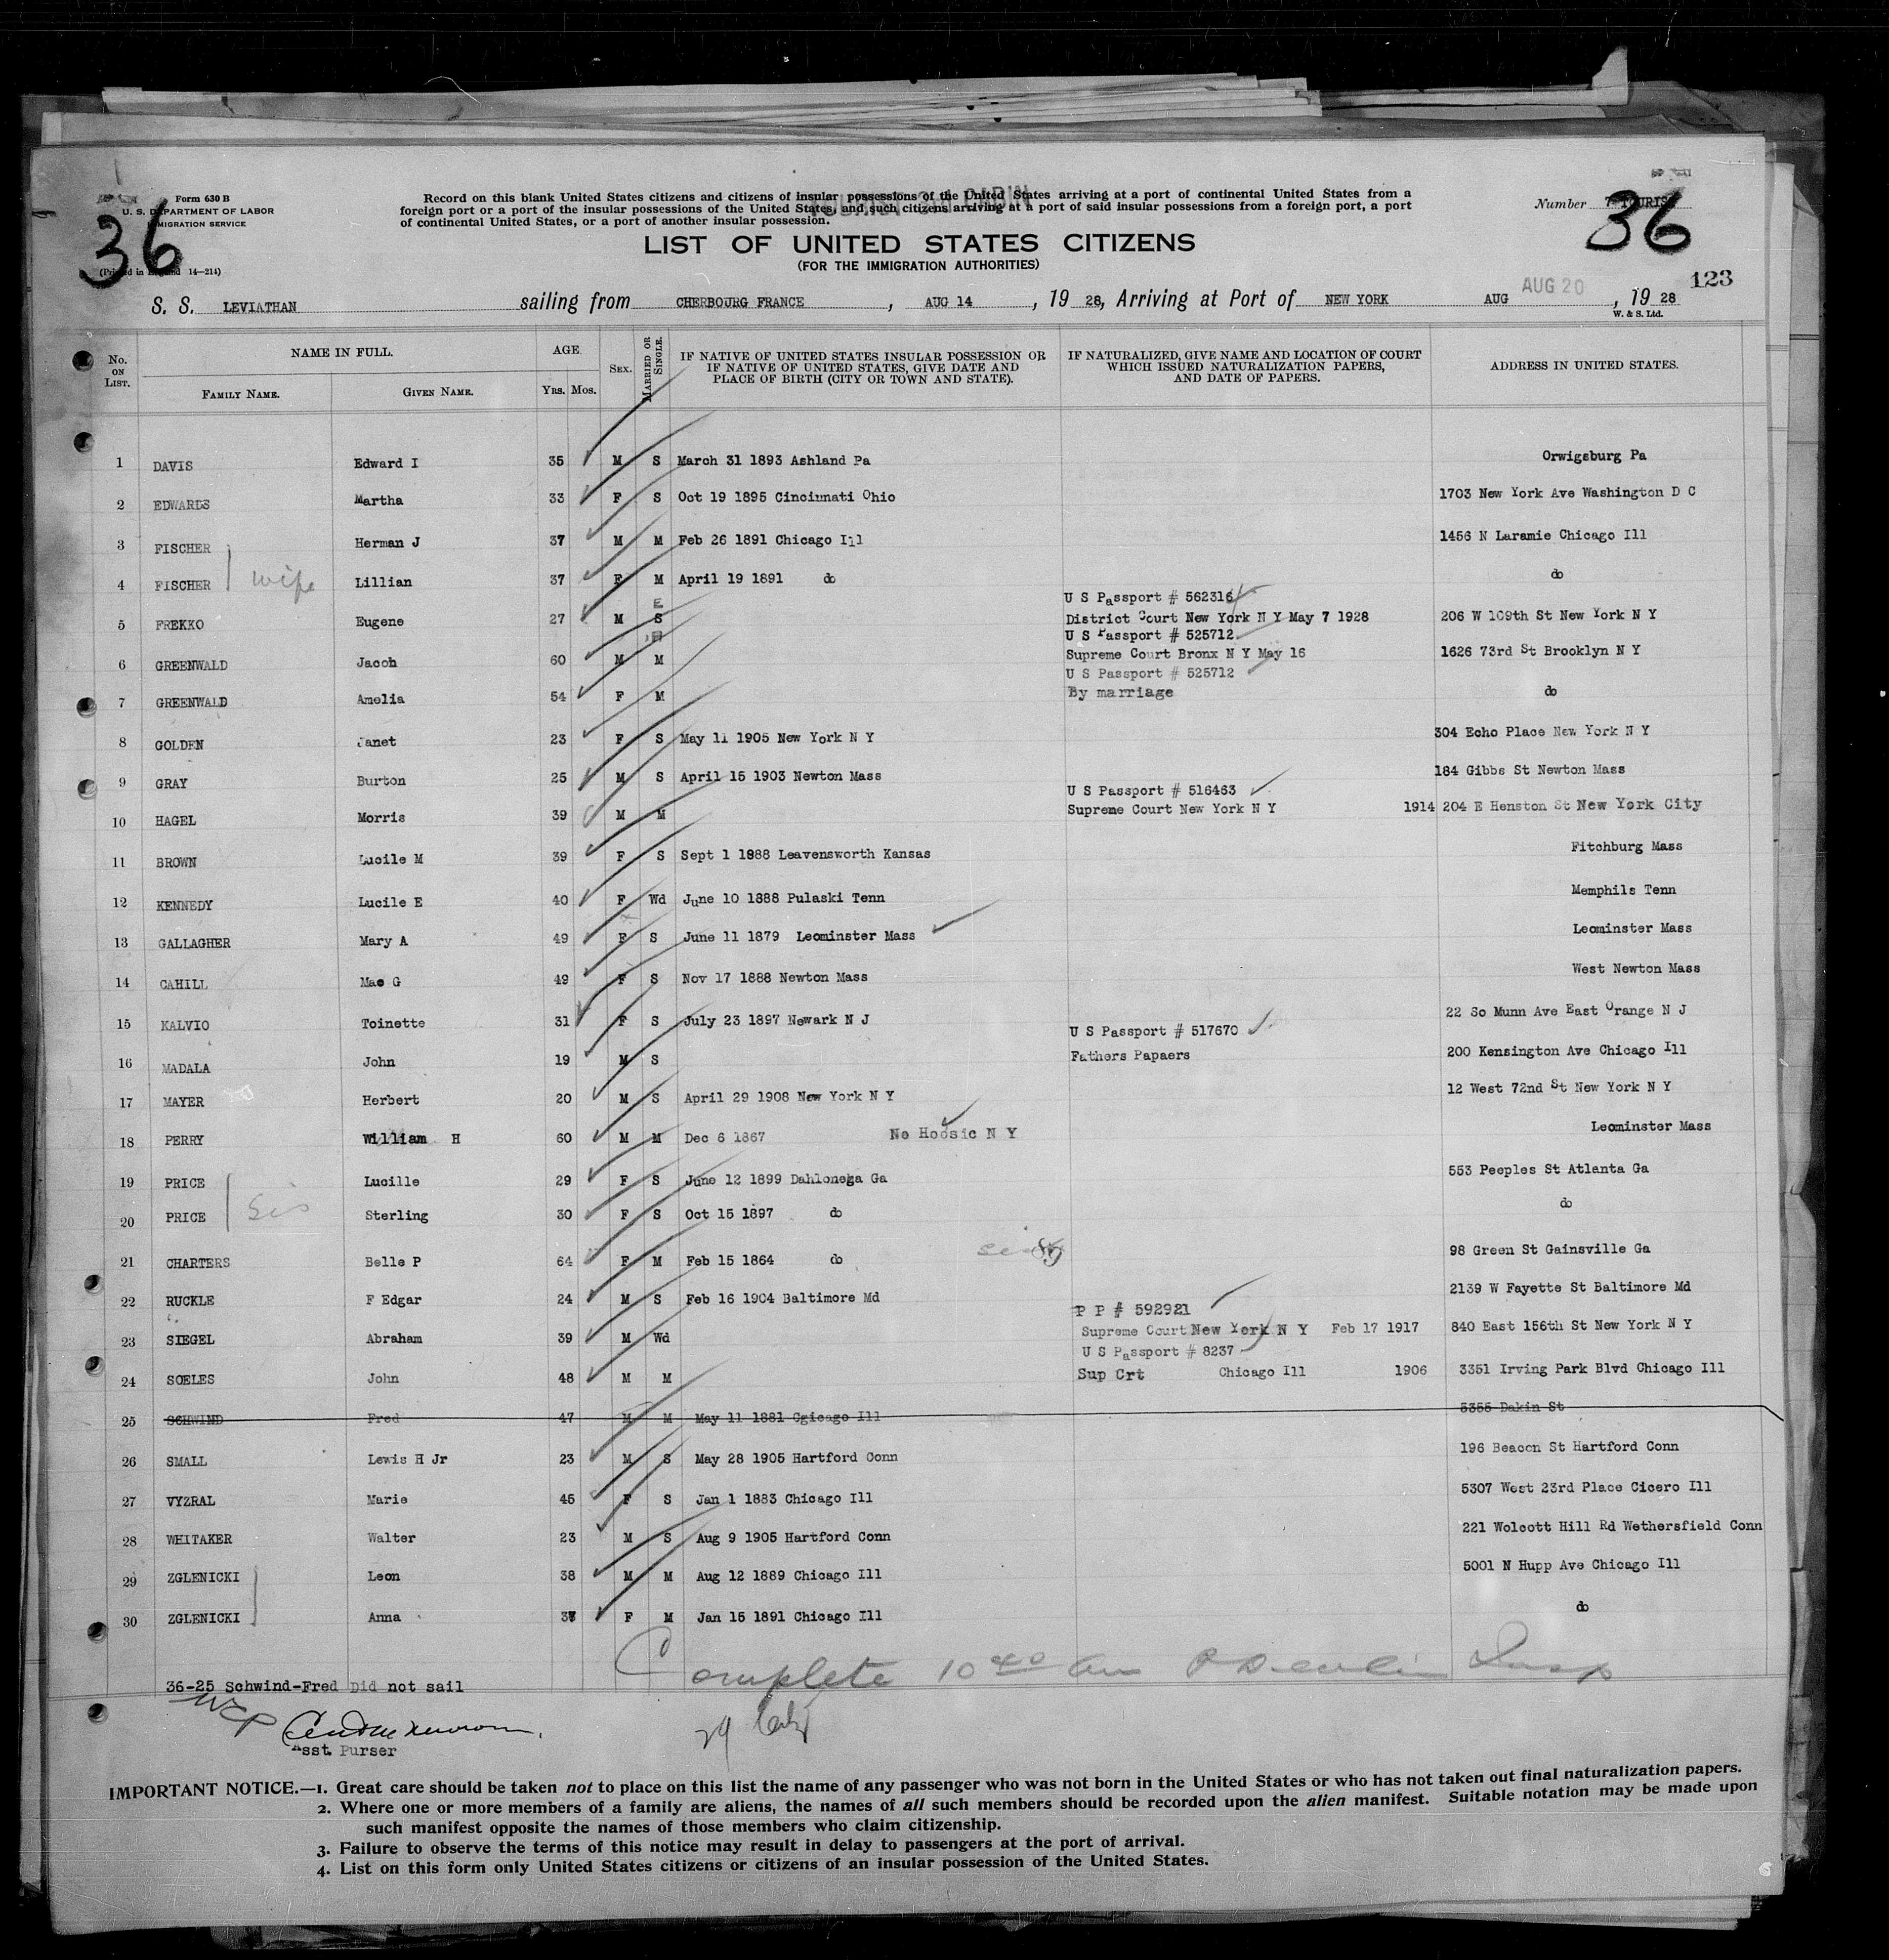 Form 630 B
U. S. DEPARTMENT OF LABOR
IMMIGRATION SERVICE
36
(Printed in England 14—214)
Record on this blank United States citizens and citizens of insular possessions of the United States arriving at a port of continental United States from a
foreign port or a port of the insular possessions of the United States, and such citizens arriving at a port of said insular possessions from a foreign port, a port
of continental United States, or a port of another insular possession.
LIST OF UNITED STATES CITIZENS
(FOR THE IMMIGRATION AUTHORITIES)
Number 7 TOURIST
36
123
S. S. LEVIATHAN sailing from CHERBOURG FRANCE, AUG 14, 19 28, Arriving at Port of NEW YORK AUG AUG 20, 19 28
W. & S. Ltd.
No. ON LIST. NAME IN FULL. FAMILY NAME. GIVEN NAME. AGE Yrs. Mos. SEX. MARRIED OR SINGLE. IF NATIVE OF UNITED STATES INSULAR POSSESSION OR IF NATIVE OF UNITED STATES, GIVE DATE AND PLACE OF BIRTH (CITY OR TOWN AND STATE). IF NATURALIZED, GIVE NAME AND LOCATION OF COURT WHICH ISSUED NATURALIZATION PAPERS, AND DATE OF PAPERS. ADDRESS IN UNITED STATES.
1 DAVIS Edward I 35 M S March 31 1893 Ashland Pa Orwigsburg Pa
2 EDWARDS Martha 33 F S Oct 19 1895 Cincinnati Ohio 1703 New York Ave Washington D C
3 FISCHER Herman J 37 M M Feb 26 1891 Chicago Ill 1456 N Laramie Chicago Ill
4 FISCHER wife Lillian 37 F M April 19 1891 do do
U S Passport # 562316
5 FREKKO Eugene 27 M S District Court New York N Y May 7 1928 206 W 109th St New York N Y
U S Passport # 525712
6 GREENWALD Jacob 60 M M Supreme Court Bronx N Y May 16 1626 73rd St Brooklyn N Y
U S Passport # 525712
7 GREENWALD Amelia 54 F M By marriage do
8 GOLDEN Janet 23 F S May 11 1905 New York N Y 304 Echo Place New York N Y
9 GRAY Burton 25 M S April 15 1903 Newton Mass 184 Gibbs St Newton Mass
U S Passport # 516463
10 HAGEL Morris 39 M M Supreme Court New York N Y 1914 204 E Henston St New York City
11 BROWN Lucile M 39 F S Sept 1 1988 Leavensworth Kansas Fitchburg Mass
12 KENNEDY Lucile E 40 F Wd June 10 1888 Pulaski Tenn Memphils Tenn
13 GALLAGHER Mary A 49 F S June 11 1879 Leominster Mass Leominster Mass
14 CAHILL Mae G 49 F S Nov 17 1888 Newton Mass West Newton Mass
15 KALVIO Toinette 31 F S July 23 1897 Newark N J 22 So Munn Ave East Orange N J
U S Passport # 517670
16 MADALA John 19 M S Fathers Papaers 200 Kensington Ave Chicago Ill
17 MAYER Herbert 20 M S April 29 1908 New York N Y 12 West 72nd St New York N Y
18 PERRY William H 60 M M Dec 6 1867 No Hoosic N Y Leominster Mass
19 PRICE Lucille 29 F S June 12 1899 Dahlonega Ga 553 Peeples St Atlanta Ga
20 PRICE Sis Sterling 30 F S Oct 15 1897 do do
21 CHARTERS Belle P 64 F M Feb 15 1864 do 98 Green St Gainsville Ga
22 RUCKLE F Edgar 24 M S Feb 16 1904 Baltimore Md 2139 W Fayette St Baltimore Md
P P # 592921
23 SIEGEL Abraham 39 M Wd Supreme Court New York N Y Feb 17 1917 840 East 156th St New York N Y
U S Passport # 8237
24 SOELES John 48 M M Sup Crt Chicago Ill 1906 3351 Irving Park Blvd Chicago Ill
25 SCHWIND Fred 47 M M May 11 1881 Cgicago Ill 5355 Dakin St
26 SMALL Lewis H Jr 23 M S May 28 1905 Hartford Conn 196 Beacon St Hartford Conn
27 VYZRAL Marie 45 F S Jan 1 1883 Chicago Ill 5307 West 23rd Place Cicero Ill
28 WHITAKER Walter 23 M S Aug 9 1905 Hartford Conn 221 Wolcott Hill Rd Wethersfield Conn
29 ZGLENICKI Leon 38 M M Aug 12 1889 Chicago Ill 5001 N Hupp Ave Chicago Ill
30 ZGLENICKI Anna 37 F M Jan 15 1891 Chicago Ill do
Complete 10 40 am Insp
36-25 Schwind-Fred Did not sail
Asst. Purser
29
IMPORTANT NOTICE.—1. Great care should be taken not to place on this list the name of any passenger who was not born in the United States or who has not taken out final naturalization papers.
2. Where one or more members of a family are aliens, the names of all such members should be recorded upon the alien manifest. Suitable notation may be made upon
such manifest opposite the names of those members who claim citizenship.
3. Failure to observe the terms of this notice may result in delay to passengers at the port of arrival.
4. List on this form only United States citizens or citizens of an insular possession of the United States.